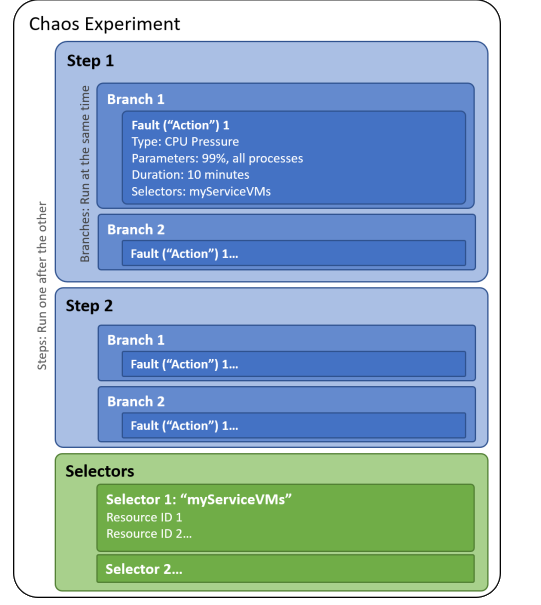 Chaos Experiment
Steps: Run one after the other
Step 1
Branches: Run at the same time
Branch 1
Fault (“Action”) 1
Type: CPU Pressure
Parameters: 99%, all processes
Duration: 10 minutes
Selectors: myServiceVMs
Branch 2
Fault (“Action”) 1...
Step 2
Branch 1
Fault (“Action”) 1...
Branch 2
Fault (“Action”) 1...
Selectors
Selector 1: “myServiceVMs”
Resource ID 1
Resource ID 2...
Selector 2...